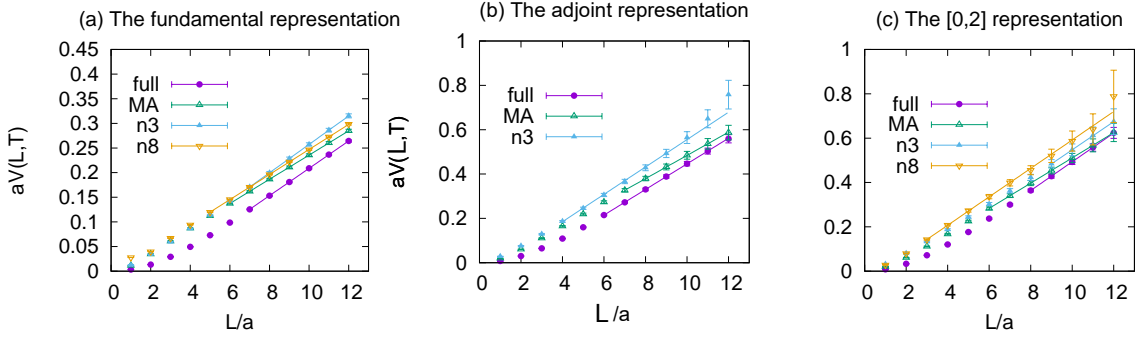 (a) The fundamental representation
aV(L,T)
0.45
0.4
0.35
0.3
0.25
0.2
0.15
0.1
0.05
0
full
MA
n3
n8
0 2 4 6 8 10 12
L/a
(b) The adjoint representation
aV(L,T)
1
0.8
0.6
0.4
0.2
0
full
MA
n3
0 2 4 6 8 10 12
L /a
(c) The [0,2] representation
aV(L,T)
1
0.8
0.6
0.4
0.2
0
full
MA
n3
n8
0 2 4 6 8 10 12
L/a